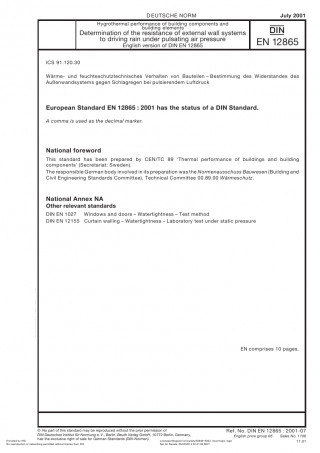 DEUTSCHE NORM
July 2001
Hygrothermal performance of building components and
building elements
Determination of the resistance of external wall systems
to driving rain under pulsating air pressure
English version of DIN EN 12865
DIN
EN 12865
ICS 91.120.30
Wärme- und feuchteschutztechnisches Verhalten von Bauteilen – Bestimmung des Widerstandes des
Außenwandsystems gegen Schlagregen bei pulsierendem Luftdruck
European Standard EN 12865 : 2001 has the status of a DIN Standard.
A comma is used as the decimal marker.
National foreword
This standard has been prepared by CEN/TC 89 ‘Thermal performance of buildings and building
components’ (Secretariat: Sweden).
The responsible German body involved in its preparation was the Normenausschuss Bauwesen (Building and
Civil Engineering Standards Committee), Technical Committee 00.89.00 Wärmeschutz.
National Annex NA
Other relevant standards
DIN EN 1027 Windows and doors – Watertightness – Test method
DIN EN 12155 Curtain walling – Watertightness – Laboratory test under static pressure
EN comprises 10 pages.
© No part of this standard may be reproduced without the prior permission of
DIN Deutsches Institut für Normung e. V., Berlin. Beuth Verlag GmbH, 10772 Berlin, Germany,
has the exclusive right of sale for German Standards (DIN-Normen).
Ref. No. DIN EN 12865 : 2001-07
English price group 09 Sales No. 1109
11.01